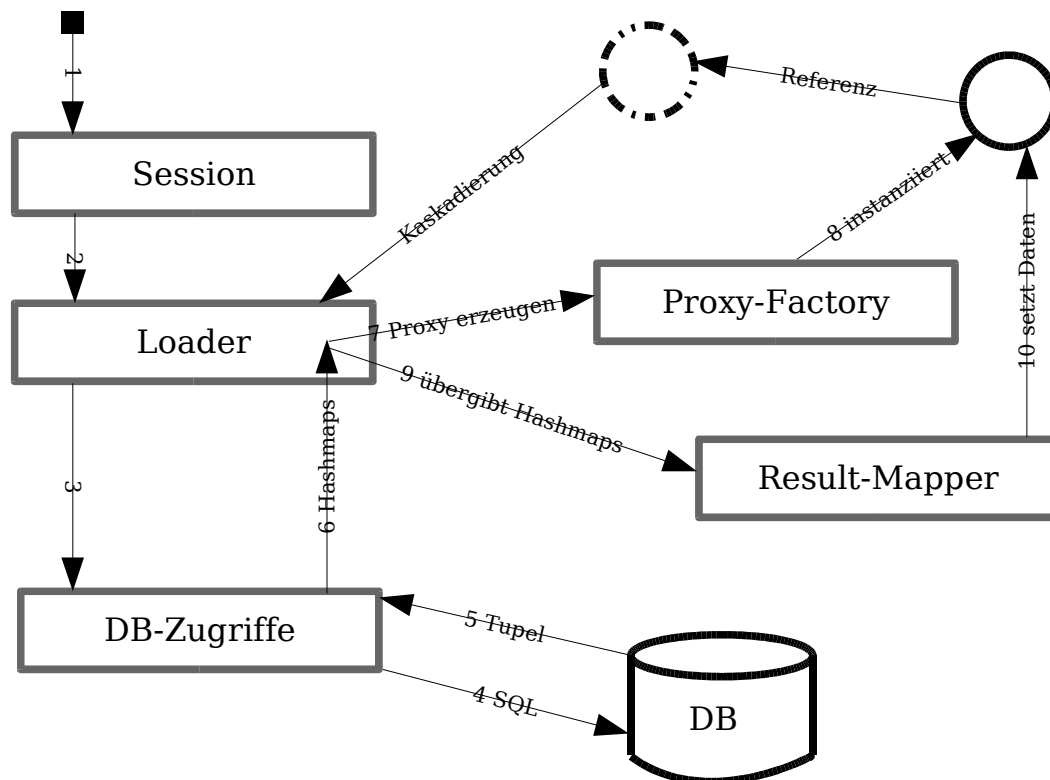 1
Referenz
Session
Kaskadierung
8 instanziiert
2
10 setzt Daten
Proxy-Factory
7 Proxy erzeugen
Loader
9 übergibt Hashmaps
6 Hashmaps
3
Result-Mapper
5 Tupel
DB-Zugriffe
4 SQL
DB